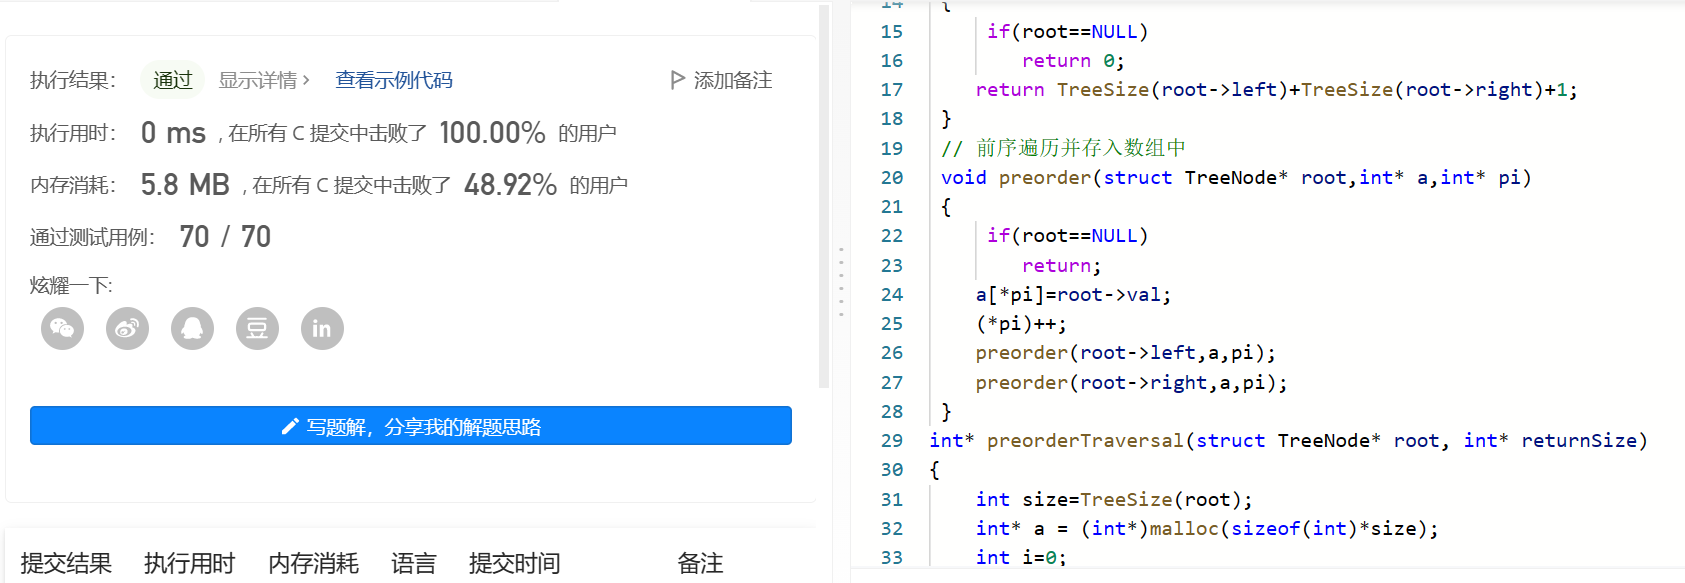 执行结果： 通过 显示详情 › 查看示例代码 添加备注
执行用时： 0 ms ，在所有 C 提交中击败了 100.00% 的用户
内存消耗： 5.8 MB ，在所有 C 提交中击败了 48.92% 的用户
通过测试用例： 70 / 70
炫耀一下:
豆 in
写题解，分享我的解题思路
提交结果 执行用时 内存消耗 语言 提交时间 备注
14 {
15 if(root==NULL)
16 return 0;
17 return TreeSize(root->left)+TreeSize(root->right)+1;
18 }
19 // 前序遍历并存入数组中
20 void preorder(struct TreeNode* root,int* a,int* pi)
21 {
22 if(root==NULL)
23 return;
24 a[*pi]=root->val;
25 (*pi)++;
26 preorder(root->left,a,pi);
27 preorder(root->right,a,pi);
28 }
29 int* preorderTraversal(struct TreeNode* root, int* returnSize)
30 {
31 int size=TreeSize(root);
32 int* a = (int*)malloc(sizeof(int)*size);
33 int i=0;